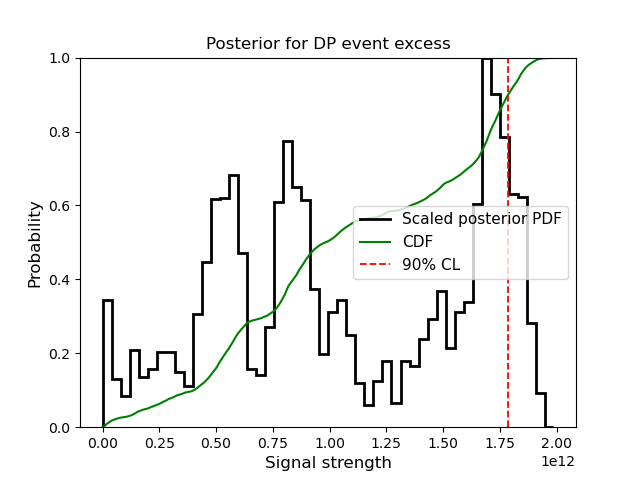 Posterior for DP event excess
1.0
0.8
0.6
0.4
0.2
0.0
Probability
Scaled posterior PDF
CDF
90% CL
0.00 0.25 0.50 0.75 1.00 1.25 1.50 1.75 2.00
1e12
Signal strength